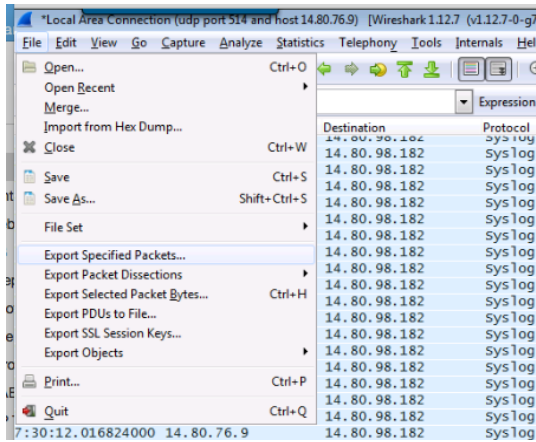 *Local Area Connection (udp port 514 and host 14.80.76.9) [Wireshark 1.12.7 (v1.12.7-0-g7
File Edit View Go Capture Analyze Statistics Telephony Tools Internals Hel
Open... Ctrl+O
Open Recent
Merge... Expression
Import from Hex Dump... Destination Protocol
14.80.98.182 Syslog
Close Ctrl+W 14.80.98.182 Syslog
14.80.98.182 Syslog
Save Ctrl+S 14.80.98.182 Syslog
Save As... Shift+Ctrl+S 14.80.98.182 Syslog
14.80.98.182 Syslog
File Set 14.80.98.182 Syslog
14.80.98.182 Syslog
Export Specified Packets... 14.80.98.182 Syslog
Export Packet Dissections 14.80.98.182 Syslog
Export Selected Packet Bytes... Ctrl+H 14.80.98.182 Syslog
Export PDUs to File... 14.80.98.182 Syslog
Export SSL Session Keys... 14.80.98.182 Syslog
Export Objects 14.80.98.182 Syslog
14.80.98.182 Syslog
Print... Ctrl+P 14.80.98.182 Syslog
14.80.98.182 Syslog
Quit Ctrl+Q 14.80.98.182 Syslog
7:30:12.016824000 14.80.76.9 14.80.98.182 Syslog